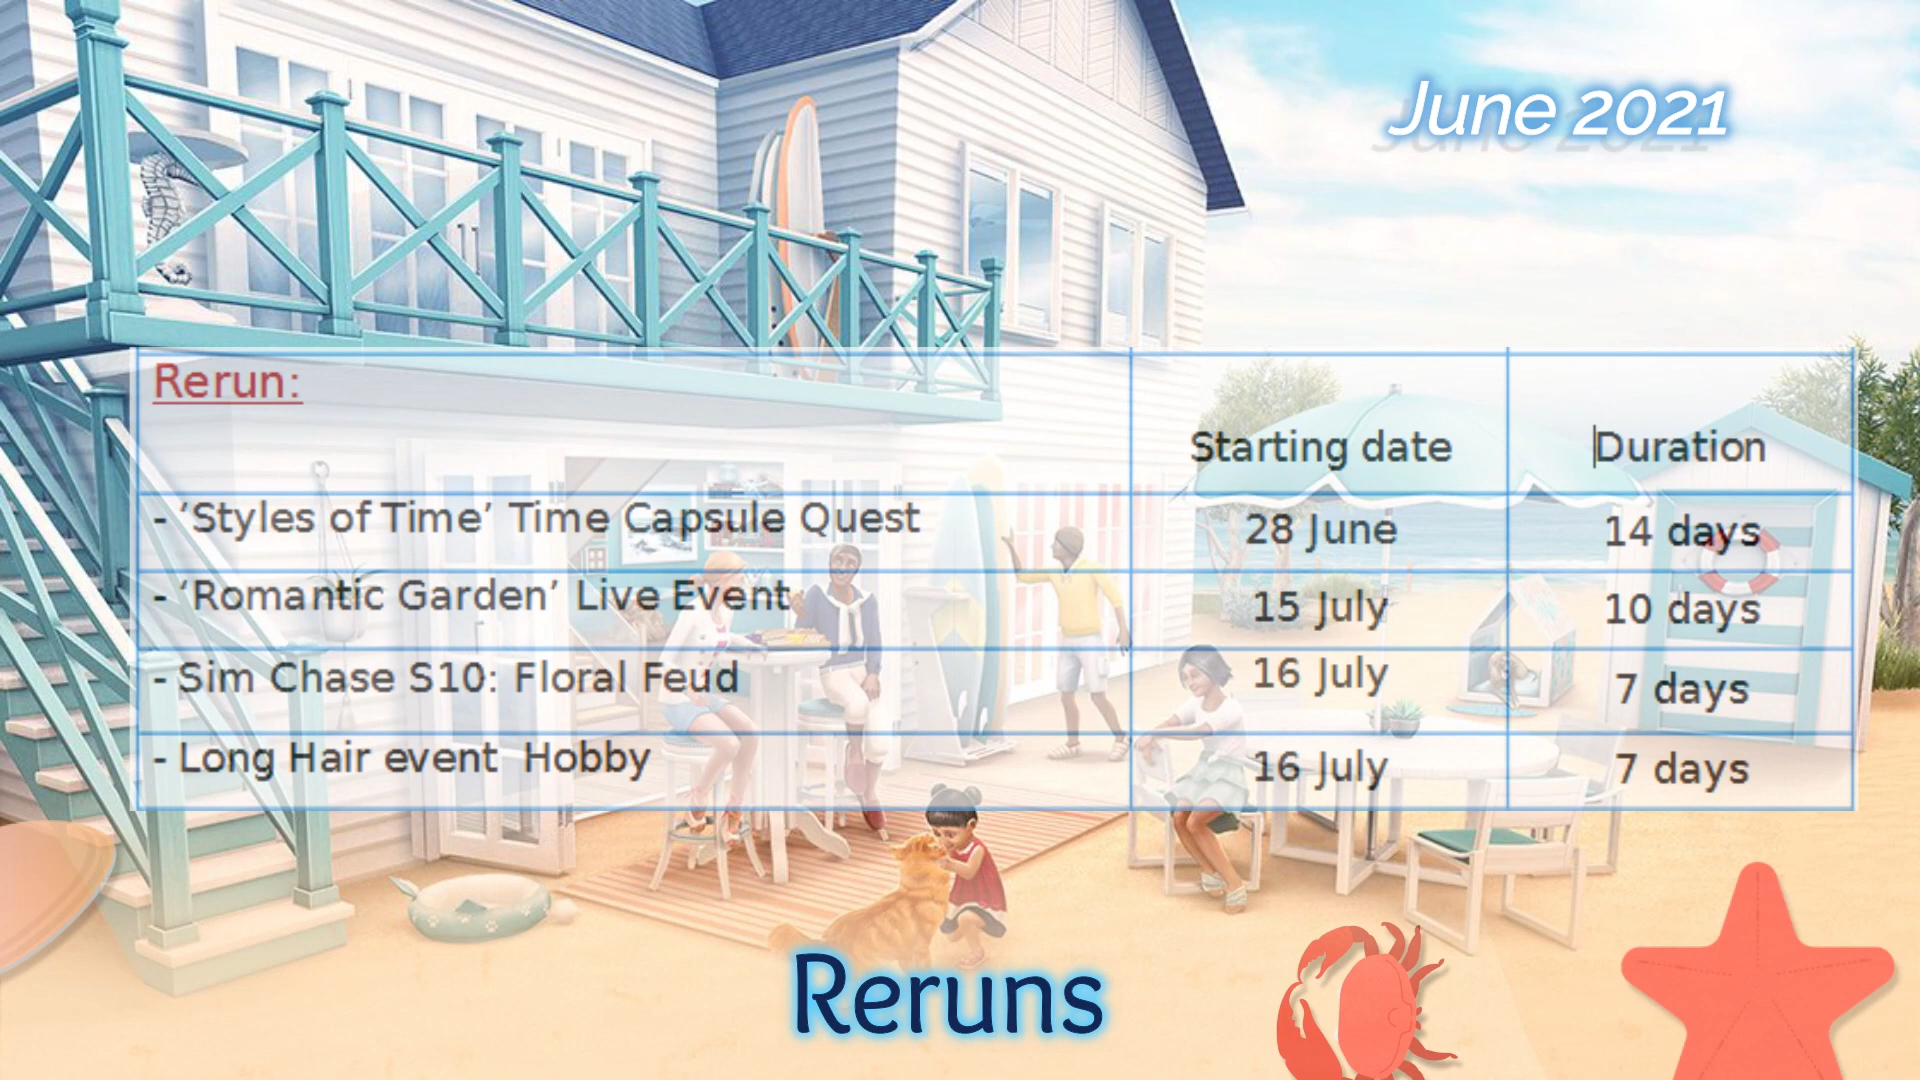 June 2021
Rerun:
Starting date
Duration
- ‘Styles of Time’ Time Capsule Quest
28 June
14 days
- ‘Romantic Garden’ Live Event
15 July
10 days
- Sim Chase S10: Floral Feud
16 July
7 days
- Long Hair event  Hobby
16 July
7 days
Reruns